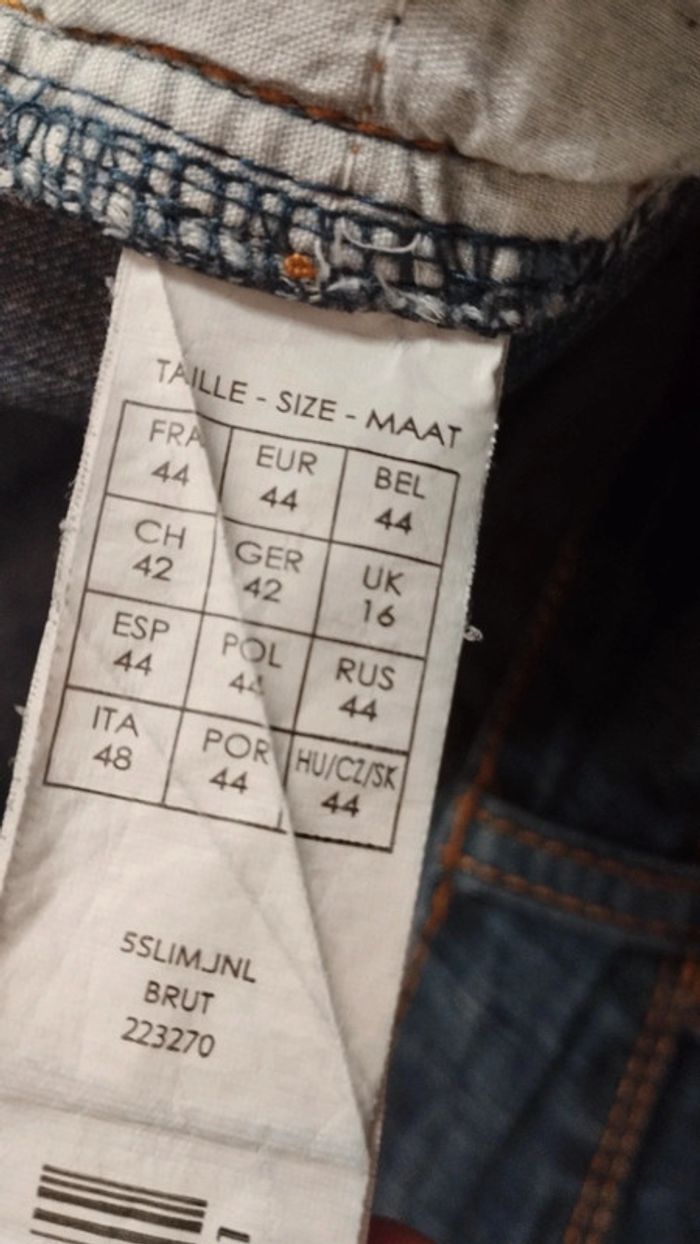 TAILLE - SIZE - MAAT
FRA EUR BEL
44 44 44
CH GER UK
42 42 16
ESP POL RUS
44 44 44
ITA POR HU/CZ/SK
48 44 44
5SLIMJNL
BRUT
223270